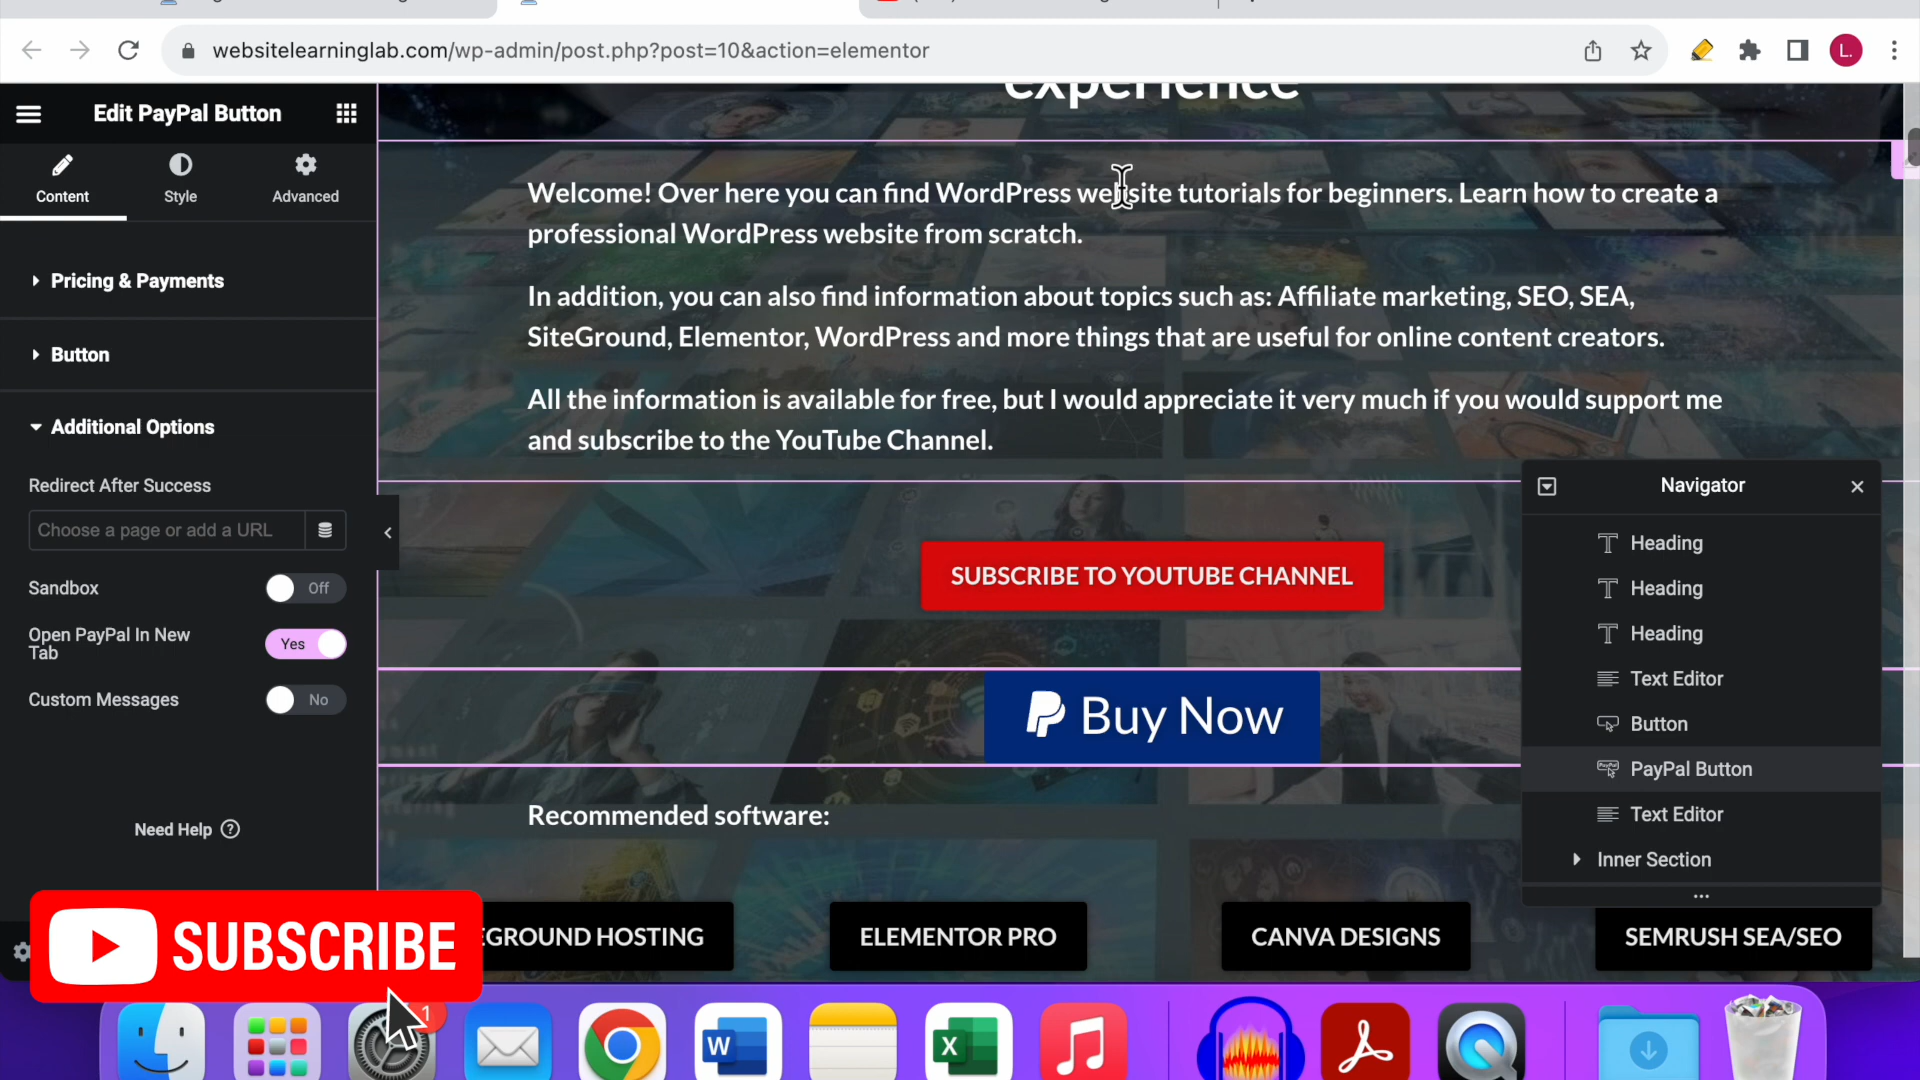 websitelearninglab.com/wp-admin/post.php?post=10&action=elementor
L.
Edit PayPal Button
Content
Style
Advanced
Pricing & Payments
Button
Additional Options
Redirect After Success
Choose a page or add a URL
Sandbox
Off
Open PayPal In New
Tab
Yes
Custom Messages
No
Need Help
SUBSCRIBE
experience
Welcome! Over here you can find WordPress website tutorials for beginners. Learn how to create a
professional WordPress website from scratch.
In addition, you can also find information about topics such as: Affiliate marketing, SEO, SEA,
SiteGround, Elementor, WordPress and more things that are useful for online content creators.
All the information is available for free, but I would appreciate it very much if you would support me
and subscribe to the YouTube Channel.
SUBSCRIBE TO YOUTUBE CHANNEL
Buy Now
Recommended software:
EGROUND HOSTING
ELEMENTOR PRO
CANVA DESIGNS
SEMRUSH SEA/SEO
Navigator
Heading
Heading
Heading
Text Editor
Button
PayPal Button
Text Editor
Inner Section
1
W
X